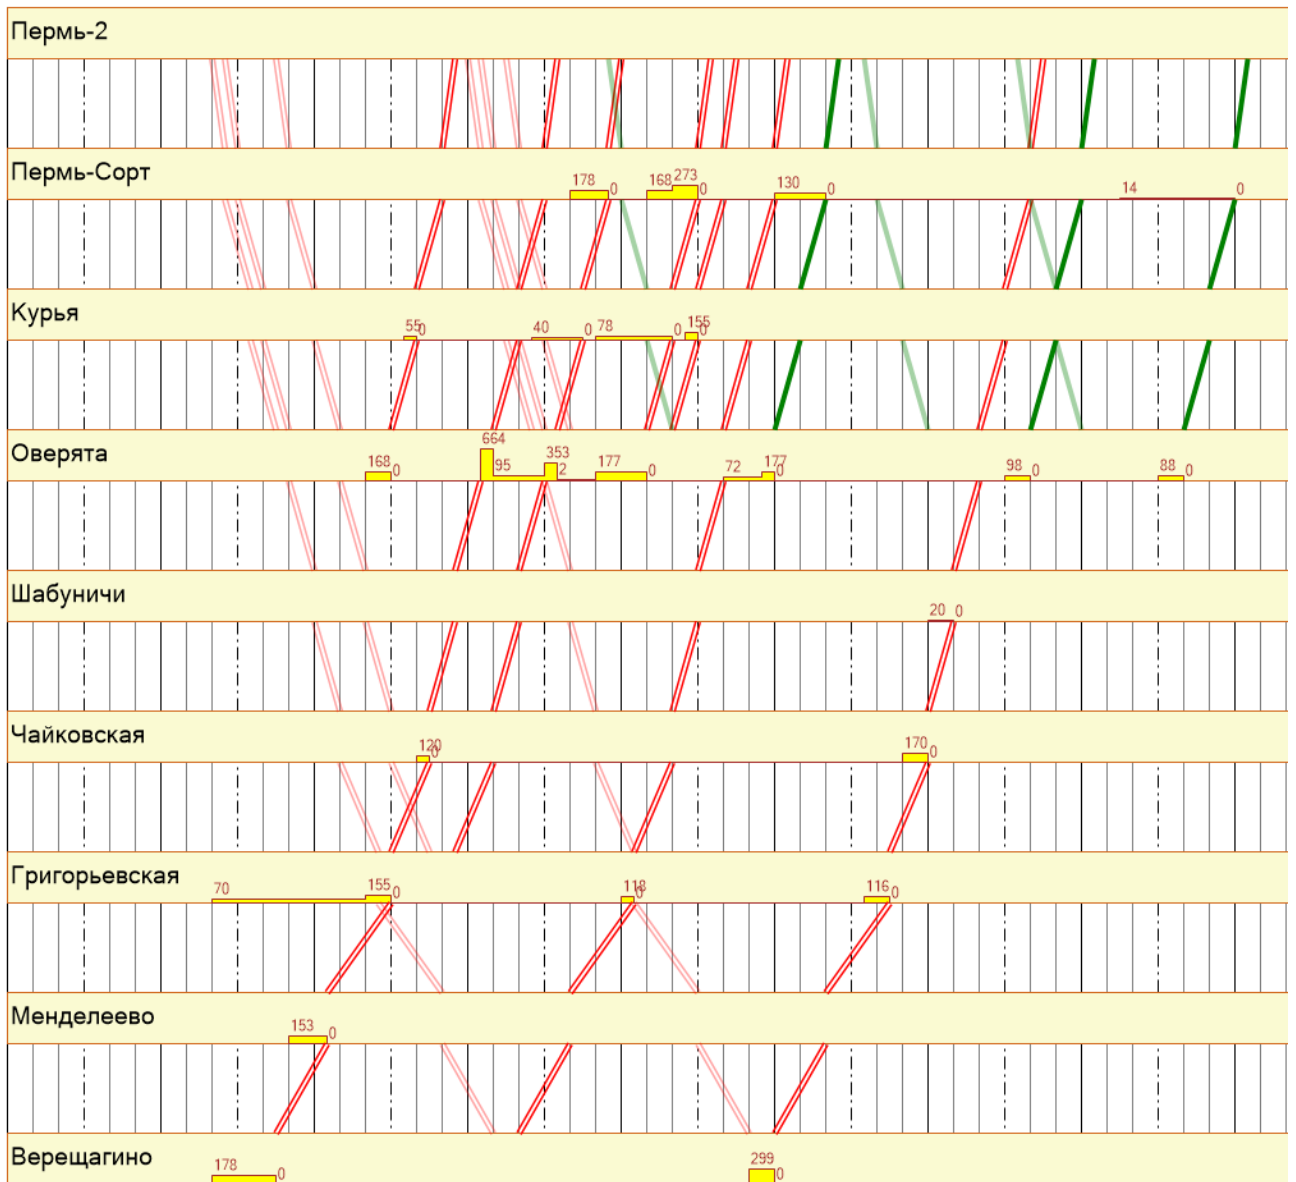 Пермь-2
Пермь-Сорт
178 0 168 273 0 130 0 14 0
Курья
55 0 40 0 78 0 155 0
Оверята
168 0 664 95 353 2 177 0 72 177 0 98 0 88 0
Шабуничи
20 0
Чайковская
120 0 170 0
Григорьевская
70 155 0 118 0 116 0
Менделеево
153 0
Верещагино
178 0 299 0